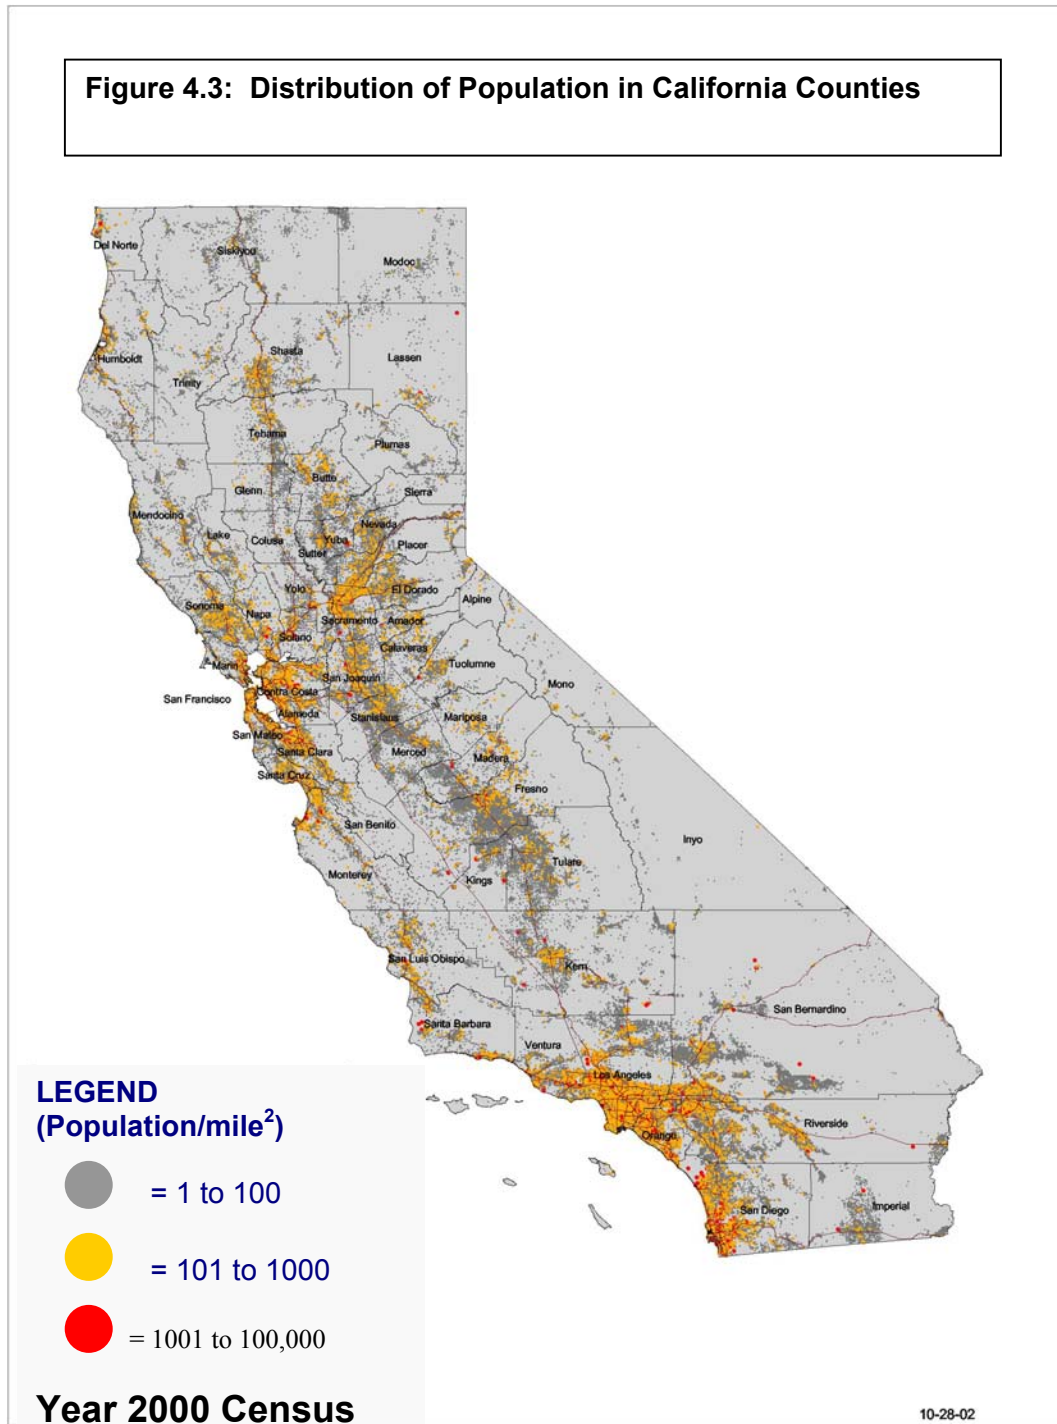 Figure 4.3: Distribution of Population in California Counties
Del Norte
Siskiyou
Modoc
Humboldt
Trinity
Shasta
Lassen
Tehama
Plumas
Butte
Glenn
Sierra
Mendocino
Lake
Colusa
Yuba
Nevada
Sutter
Placer
Yolo
El Dorado
Alpine
Sonoma
Napa
Sacramento
Amador
Solano
Calaveras
Marin
San Joaquin
Tuolumne
Contra Costa
Mono
San Francisco
Alameda
Stanislaus
Mariposa
San Mateo
Santa Clara
Merced
Madera
Santa Cruz
Fresno
San Benito
Inyo
Monterey
Kings
Tulare
San Luis Obispo
Kern
San Bernardino
Santa Barbara
Ventura
Los Angeles
Orange
Riverside
San Diego
Imperial
LEGEND
(Population/mile²)
= 1 to 100
= 101 to 1000
= 1001 to 100,000
Year 2000 Census
10-28-02